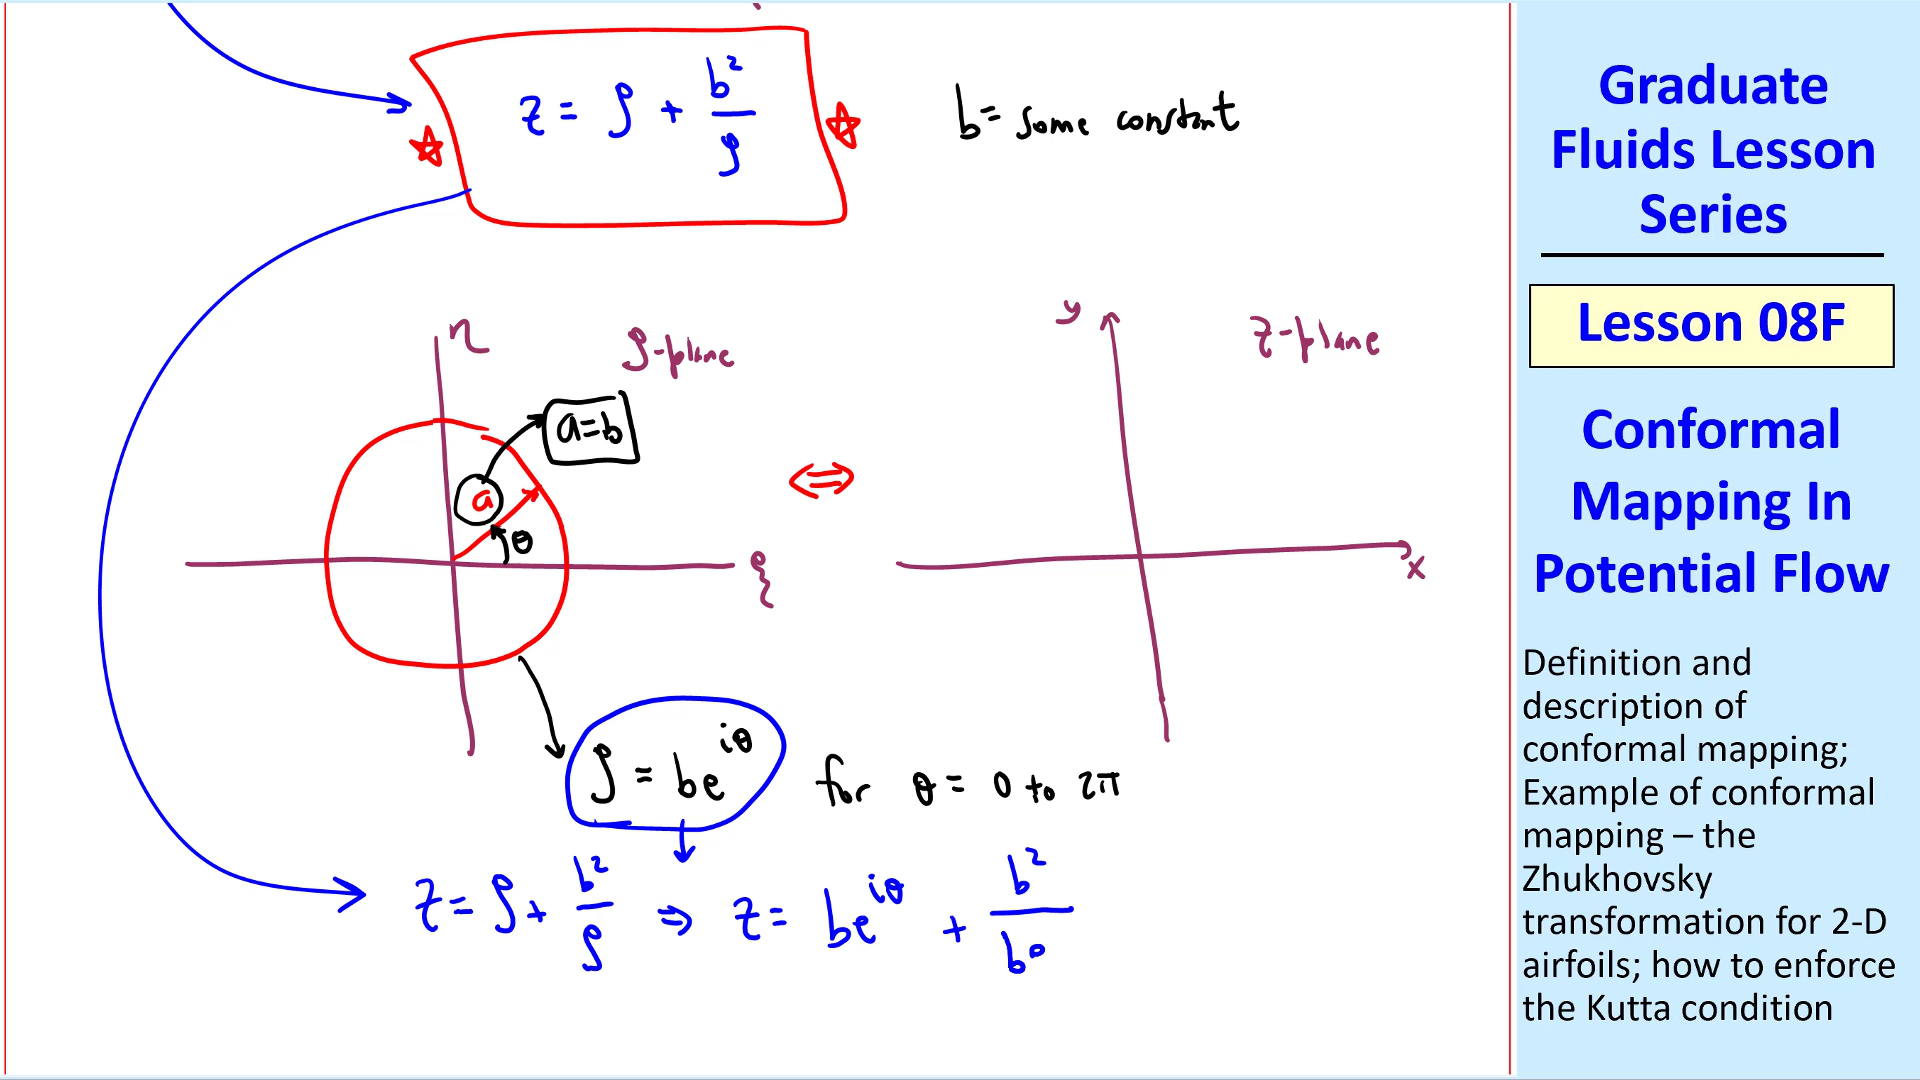 z = ζ + b²/ζ
b = some constant
η
ζ-plane
a=b
a
θ
ξ
⇔
y
z-plane
x
ζ = be^{iθ} for θ = 0 to 2π
z = ζ + b²/ζ ⇒ z = be^{iθ} + b²/be
Graduate
Fluids Lesson
Series
Lesson 08F
Conformal
Mapping In
Potential Flow
Definition and
description of
conformal mapping;
Example of conformal
mapping – the
Zhukhovsky
transformation for 2-D
airfoils; how to enforce
the Kutta condition